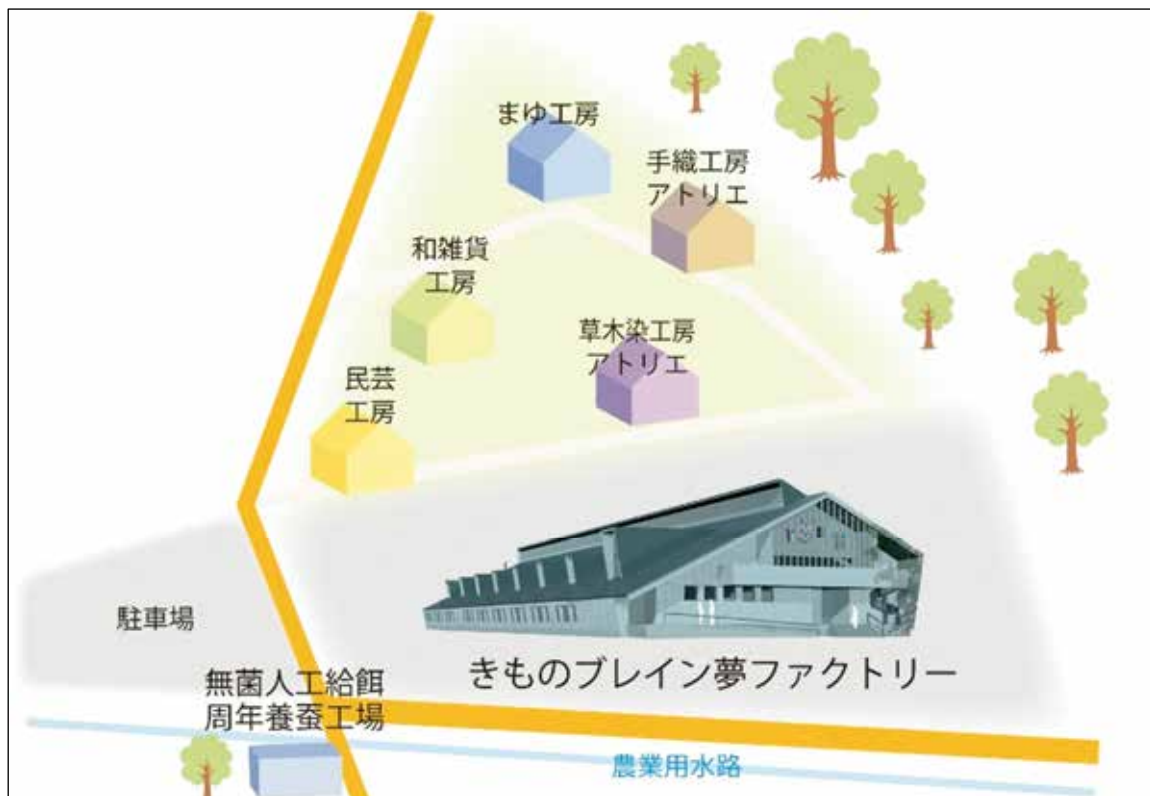 まゆ工房
手織工房
アトリエ
和雑貨
工房
草木染工房
アトリエ
民芸
工房
駐車場
きものブレイン夢ファクトリー
無菌人工給餌
周年養蚕工場
農業用水路